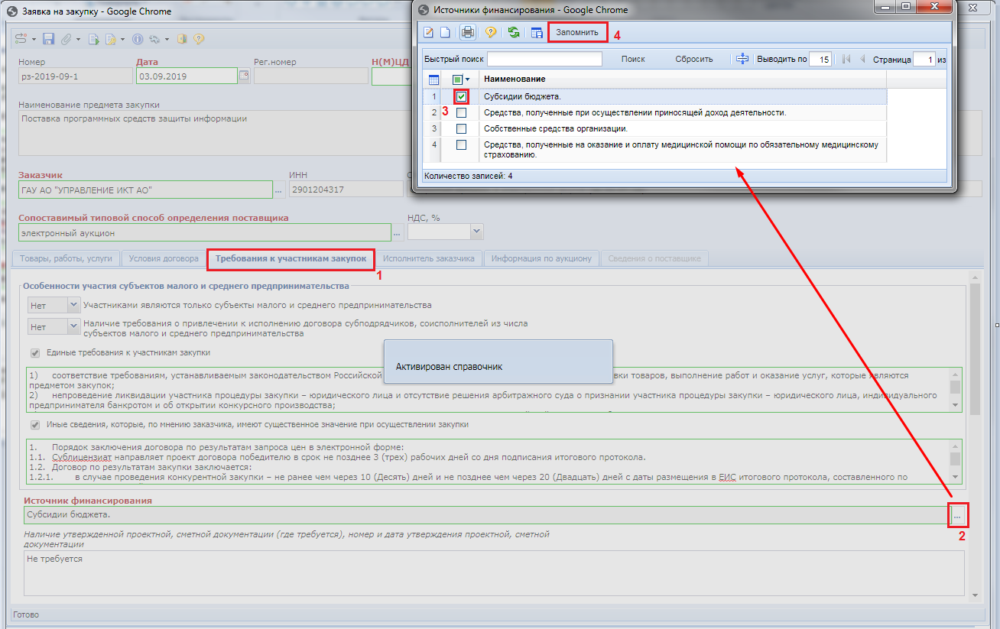 Заявка на закупку - Google Chrome
Источники финансирования - Google Chrome
Запомнить
4
Быстрый поиск
Поиск
Сбросить
Выводить по
15
Страница
1
из
Наименование
1
Субсидии бюджета.
3
2
Средства, полученные при осуществлении приносящей доход деятельности.
3
Собственные средства организации.
4
Средства, полученные на оказание и оплату медицинской помощи по обязательному медицинскому
страхованию.
Количество записей: 4
Номер
Дата
Рег.номер
Н(М)ЦД
рз-2019-09-1
03.09.2019
Наименование предмета закупки
Поставка программных средств защиты информации
Заказчик
ИНН
ГАУ АО "УПРАВЛЕНИЕ ИКТ АО"
...
2901204317
Сопоставимый типовой способ определения поставщика
НДС, %
электронный аукцион
...
Товары, работы, услуги
Условия договора
Требования к участникам закупок
Исполнитель заказчика
Информация по аукциону
Сведения о поставщике
1
Особенности участия субъектов малого и среднего предпринимательства
Нет
Участниками являются только субъекты малого и среднего предпринимательства
Нет
Наличие требования о привлечении к исполнению договора субподрядчиков, соисполнителей из числа
субъектов малого и среднего предпринимательства
Единые требования к участникам закупки
Активирован справочник
1) соответствие требованиям, устанавливаемым законодательством Российской
вки товаров, выполнение работ и оказание услуг, которые являются
предметом закупок;
2) непроведение ликвидации участника процедуры закупки – юридического лица и отсутствие решения арбитражного суда о признании участника процедуры закупки – юридического лица, индивидуального
предпринимателя банкротом и об открытии конкурсного производства;
Иные сведения, которые, по мнению заказчика, имеют существенное значение при осуществлении закупки
1. Порядок заключения договора по результатам запроса цен в электронной форме:
1.1. Сублицензиат направляет проект договора победителю в срок не позднее 3 (трех) рабочих дней со дня подписания итогового протокола.
1.2. Договор по результатам закупки заключается:
1.2.1. в случае проведения конкурентной закупки – не ранее чем через 10 (Десять) дней и не позднее чем через 20 (Двадцать) дней с даты размещения в ЕИС итогового протокола, составленного по
Источник финансирования
Субсидии бюджета.
...
2
Наличие утвержденной проектной, сметной документации (где требуется), номер и дата утверждения проектной, сметной
документации
Не требуется
Готово